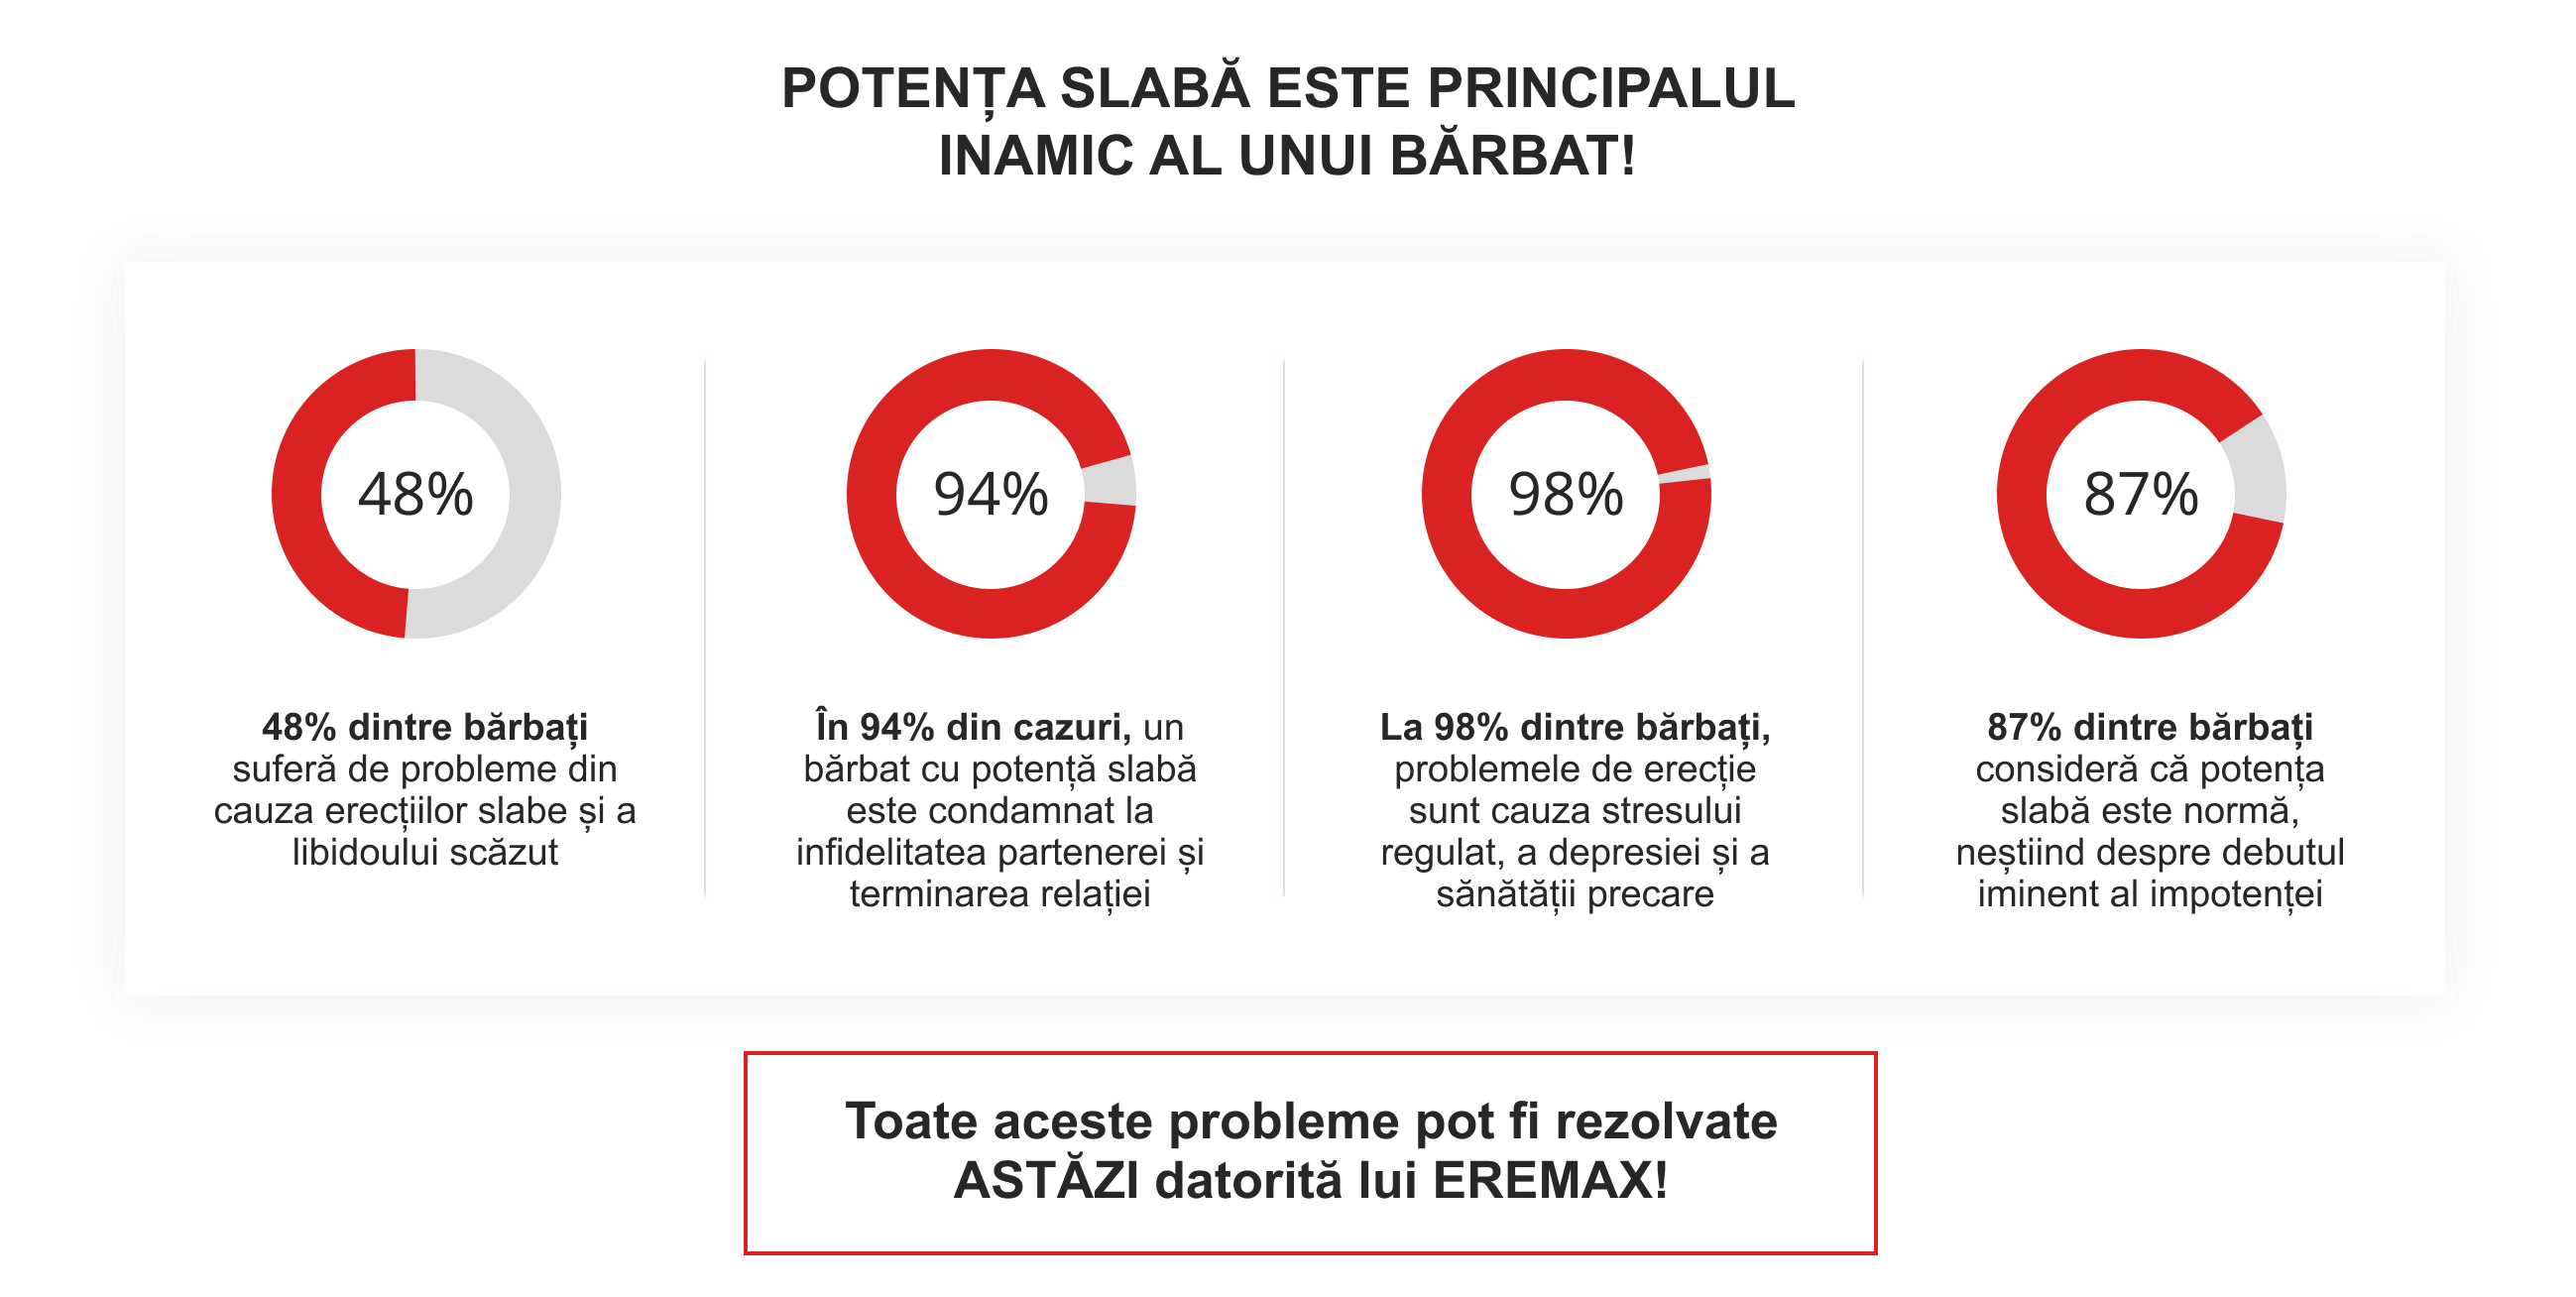 POTENȚA SLABĂ ESTE PRINCIPALUL
INAMIC AL UNUI BĂRBAT!
48%
94%
98%
87%
48% dintre bărbați
suferă de probleme din
cauza erecțiilor slabe și a
libidoului scăzut
În 94% din cazuri, un
bărbat cu potență slabă
este condamnat la
infidelitatea partenerei și
terminarea relației
La 98% dintre bărbați,
problemele de erecție
sunt cauza stresului
regulat, a depresiei și a
sănătății precare
87% dintre bărbați
consideră că potența
slabă este normă,
neștiind despre debutul
iminent al impotenței
Toate aceste probleme pot fi rezolvate
ASTĂZI datorită lui EREMAX!